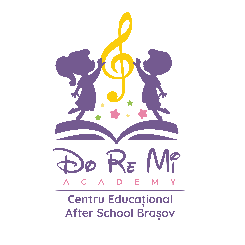 Do Re Mi
ACADEMY
Centru Educațional
After School Brașov